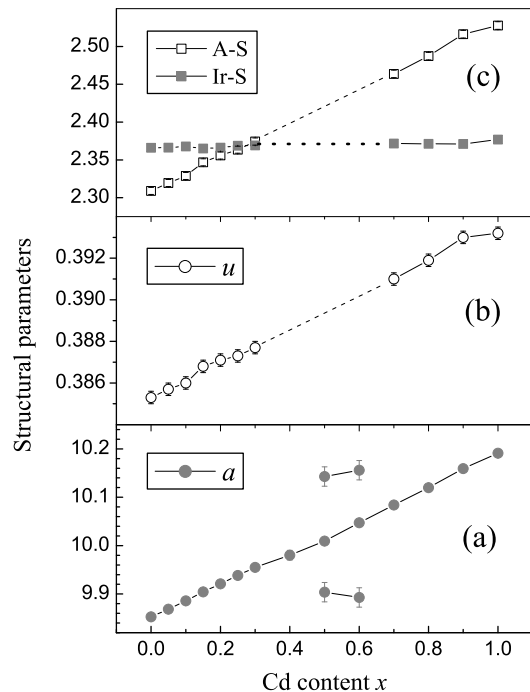 A-S
Ir-S
(c)
2.50
2.45
2.40
2.35
2.30
u
(b)
0.392
0.390
0.388
0.386
Structural parameters
a
(a)
10.2
10.1
10.0
9.9
0.0 0.2 0.4 0.6 0.8 1.0
Cd content x